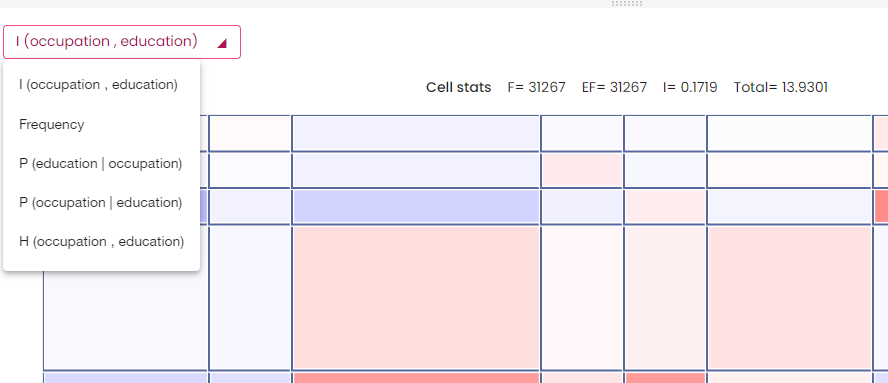 I (occupation , education)
I (occupation , education)
Frequency
P (education | occupation)
P (occupation | education)
H (occupation , education)
Cell stats F= 31267 EF= 31267 I= 0.1719 Total= 13.9301